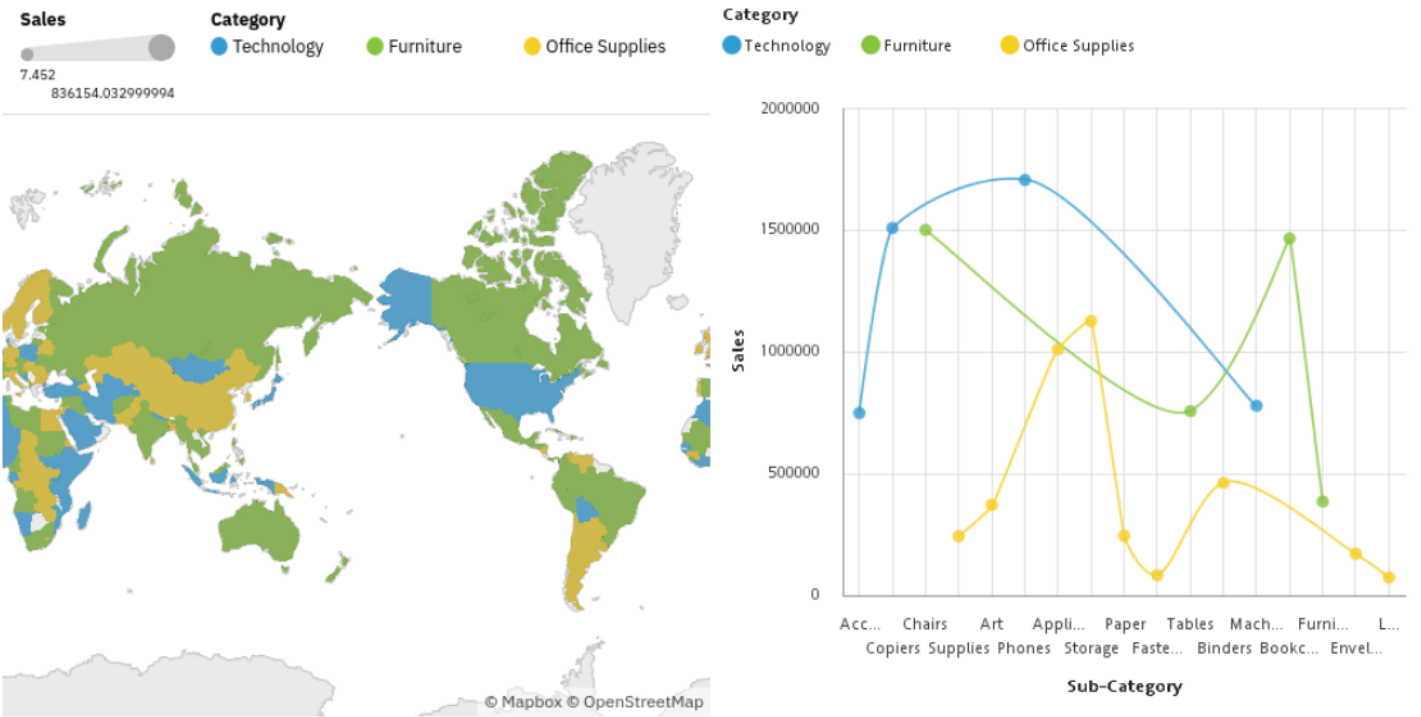 Sales
7.452
836154.032999994
Category
Technology Furniture Office Supplies
© Mapbox © OpenStreetMap
Category
Technology Furniture Office Supplies
2000000
1500000
1000000
500000
0
Sales
Acc... Chairs Art Appli... Paper Tables Mach... Furni... L...
Copiers Supplies Phones Storage Faste... Binders Bookc... Envel...
Sub-Category